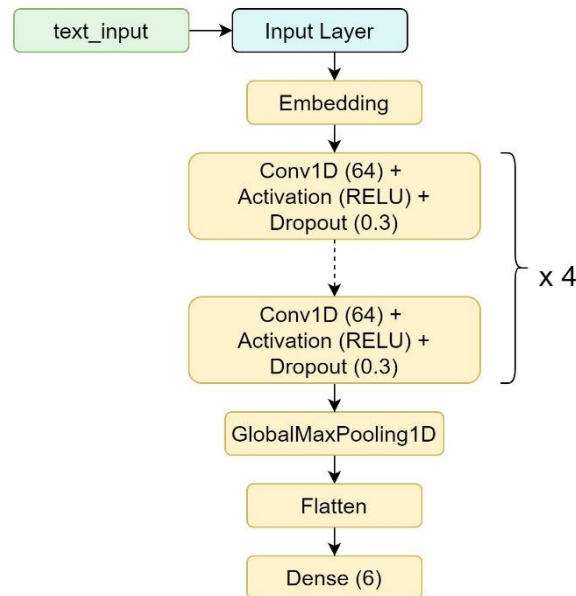 text_input
Input Layer
Embedding
Conv1D (64) +
Activation (RELU) +
Dropout (0.3)
x 4
Conv1D (64) +
Activation (RELU) +
Dropout (0.3)
GlobalMaxPooling1D
Flatten
Dense (6)